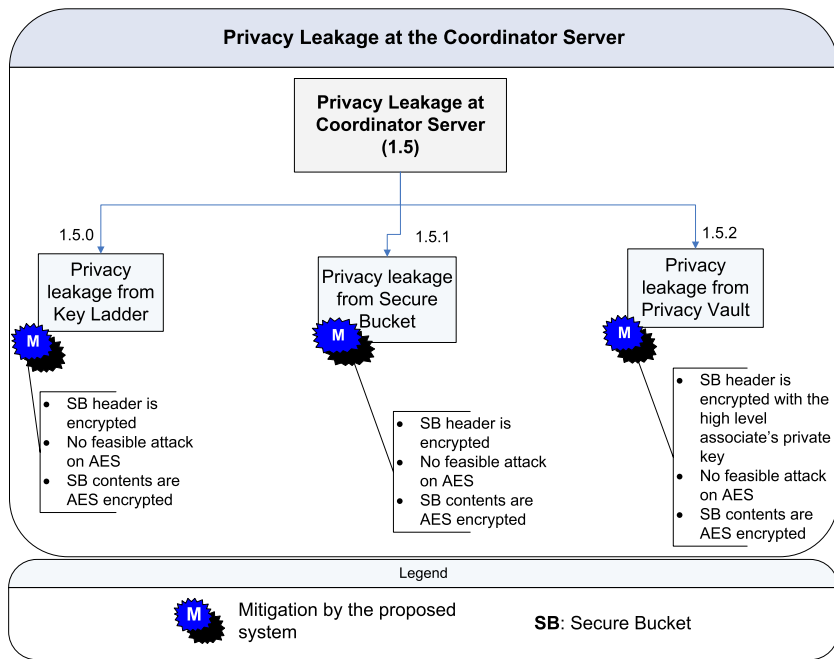 Privacy Leakage at the Coordinator Server
Privacy Leakage at
Coordinator Server
(1.5)
1.5.0
Privacy
leakage from
Key Ladder
M
• SB header is
encrypted
• No feasible attack
on AES
• SB contents are
AES encrypted
1.5.1
Privacy leakage
from Secure
Bucket
M
• SB header is
encrypted
• No feasible attack
on AES
• SB contents are
AES encrypted
1.5.2
Privacy
leakage from
Privacy Vault
M
• SB header is
encrypted with the
high level
associate’s private
key
• No feasible attack
on AES
• SB contents are
AES encrypted
Legend
M
Mitigation by the proposed
system
SB: Secure Bucket